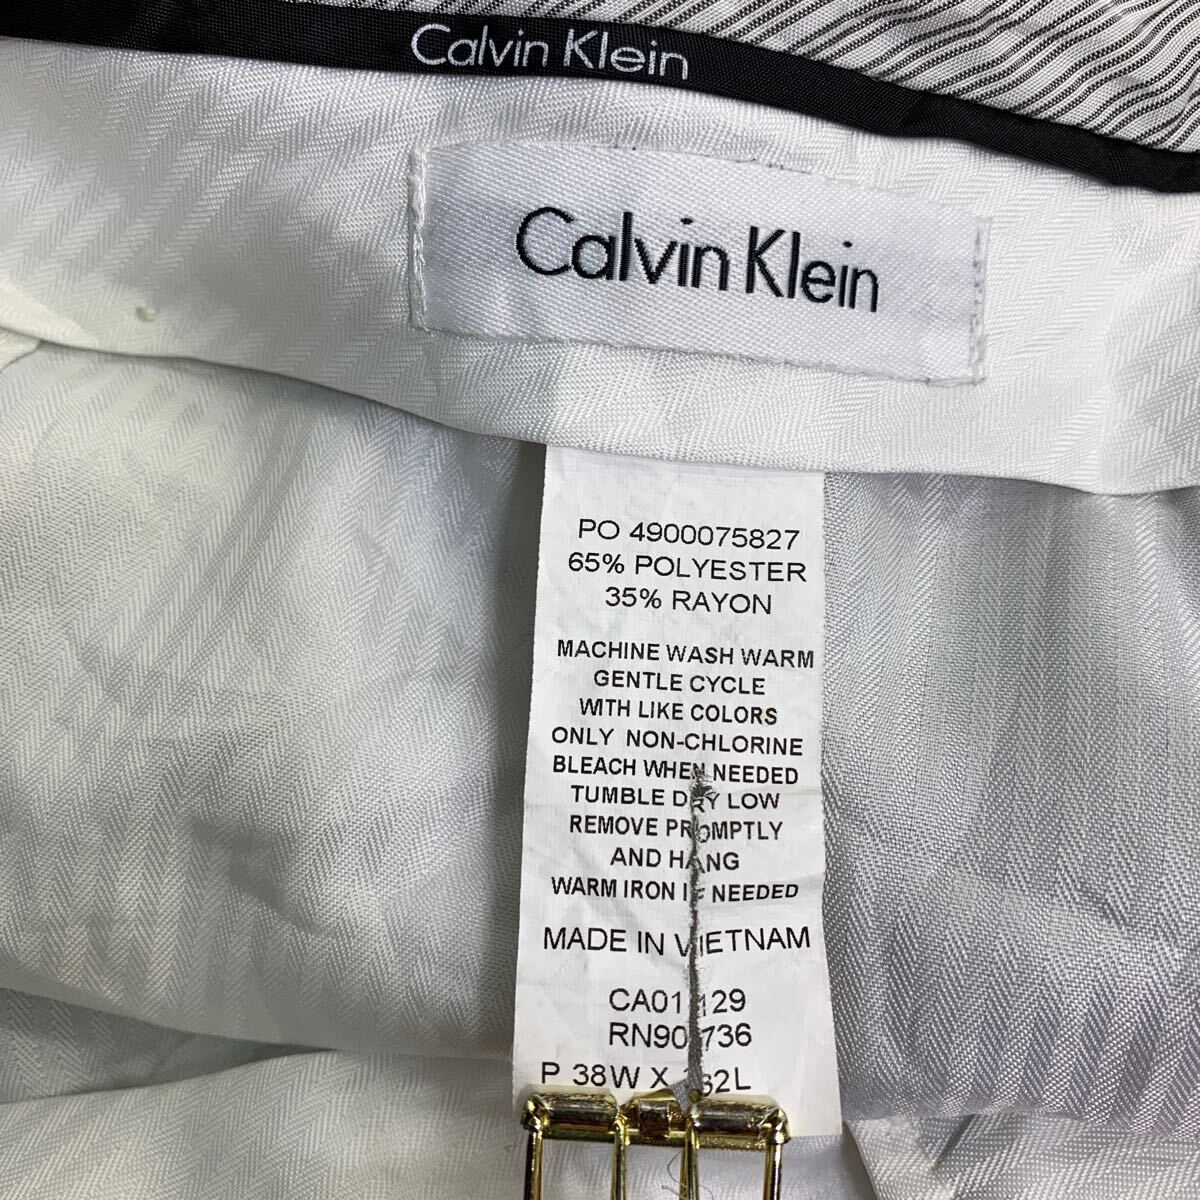 Calvin Klein
Calvin Klein
PO 4900075827
65% POLYESTER
35% RAYON
MACHINE WASH WARM
GENTLE CYCLE
WITH LIKE COLORS
ONLY NON-CHLORINE
BLEACH WHEN NEEDED
TUMBLE DRY LOW
REMOVE PROMPTLY
AND HANG
WARM IRON IF NEEDED
MADE IN VIETNAM
P 38W X